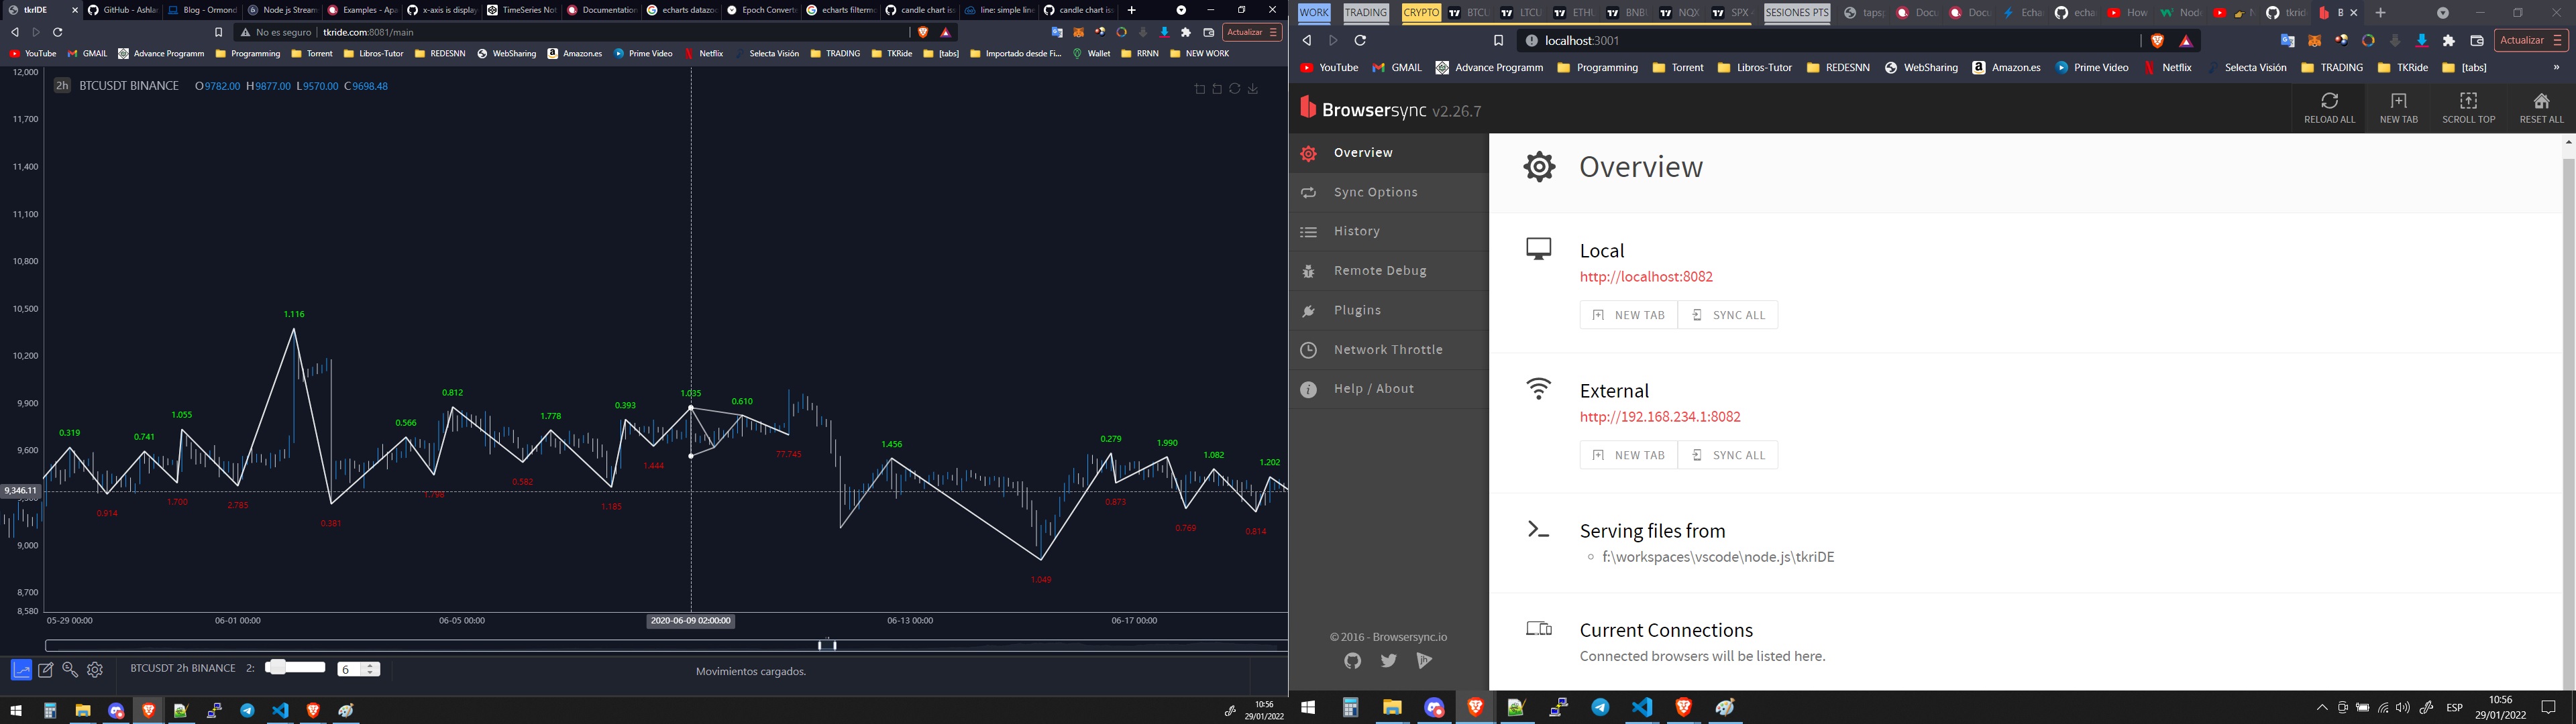 tkrIDE
GitHub - Ashla
Blog - Ormond
Node js Stream
Examples - Apa
x-axis is display
TimeSeries Not
Documentation
echarts datazoo
Epoch Converte
echarts filterm
candle chart iss
line: simple line
candle chart iss
No es seguro
tkride.com:8081/main
Actualizar
YouTube
GMAIL
Advance Programm
Programming
Torrent
Libros-Tutor
REDESNN
WebSharing
Amazon.es
Prime Video
Netflix
Selecta Visión
TRADING
TKRide
[tabs]
Importado desde Fi...
Wallet
RRNN
NEW WORK
2h
BTCUSDT BINANCE
O9782.00 H9877.00 L9570.00 C9698.48
12,000
11,700
11,400
11,100
10,800
10,500
10,200
9,900
9,600
9,346.11
9,000
8,700
8,580
0.319
0.914
0.741
1.700
1.055
2.785
1.116
0.381
0.566
1.798
0.812
0.582
1.778
1.185
0.393
1.444
1.035
0.610
77.745
1.456
1.049
0.279
0.873
1.990
0.769
1.082
0.814
1.202
05-29 00:00
06-01 00:00
06-05 00:00
2020-06-09 02:00:00
06-13 00:00
06-17 00:00
BTCUSDT 2h BINANCE 2:
6
Movimientos cargados.
10:56
29/01/2022
WORK
TRADING
CRYPTO
BTCU
LTCU
ETHU
BNBU
NQX
SPX
SESIONES PTS
tapsp
Docu
Docu
Echa
echa
How
Node
tkride
B
localhost:3001
Actualizar
YouTube
GMAIL
Advance Programm
Programming
Torrent
Libros-Tutor
REDESNN
WebSharing
Amazon.es
Prime Video
Netflix
Selecta Visión
TRADING
TKRide
[tabs]
»
Browsersync v2.26.7
RELOAD ALL
NEW TAB
SCROLL TOP
RESET ALL
Overview
Sync Options
History
Remote Debug
Plugins
Network Throttle
Help / About
© 2016 - Browsersync.io
Overview
Local
http://localhost:8082
NEW TAB
SYNC ALL
External
http://192.168.234.1:8082
NEW TAB
SYNC ALL
Serving files from
f:\workspaces\vscode\node.js\tkriDE
Current Connections
Connected browsers will be listed here.
ESP
10:56
29/01/2022